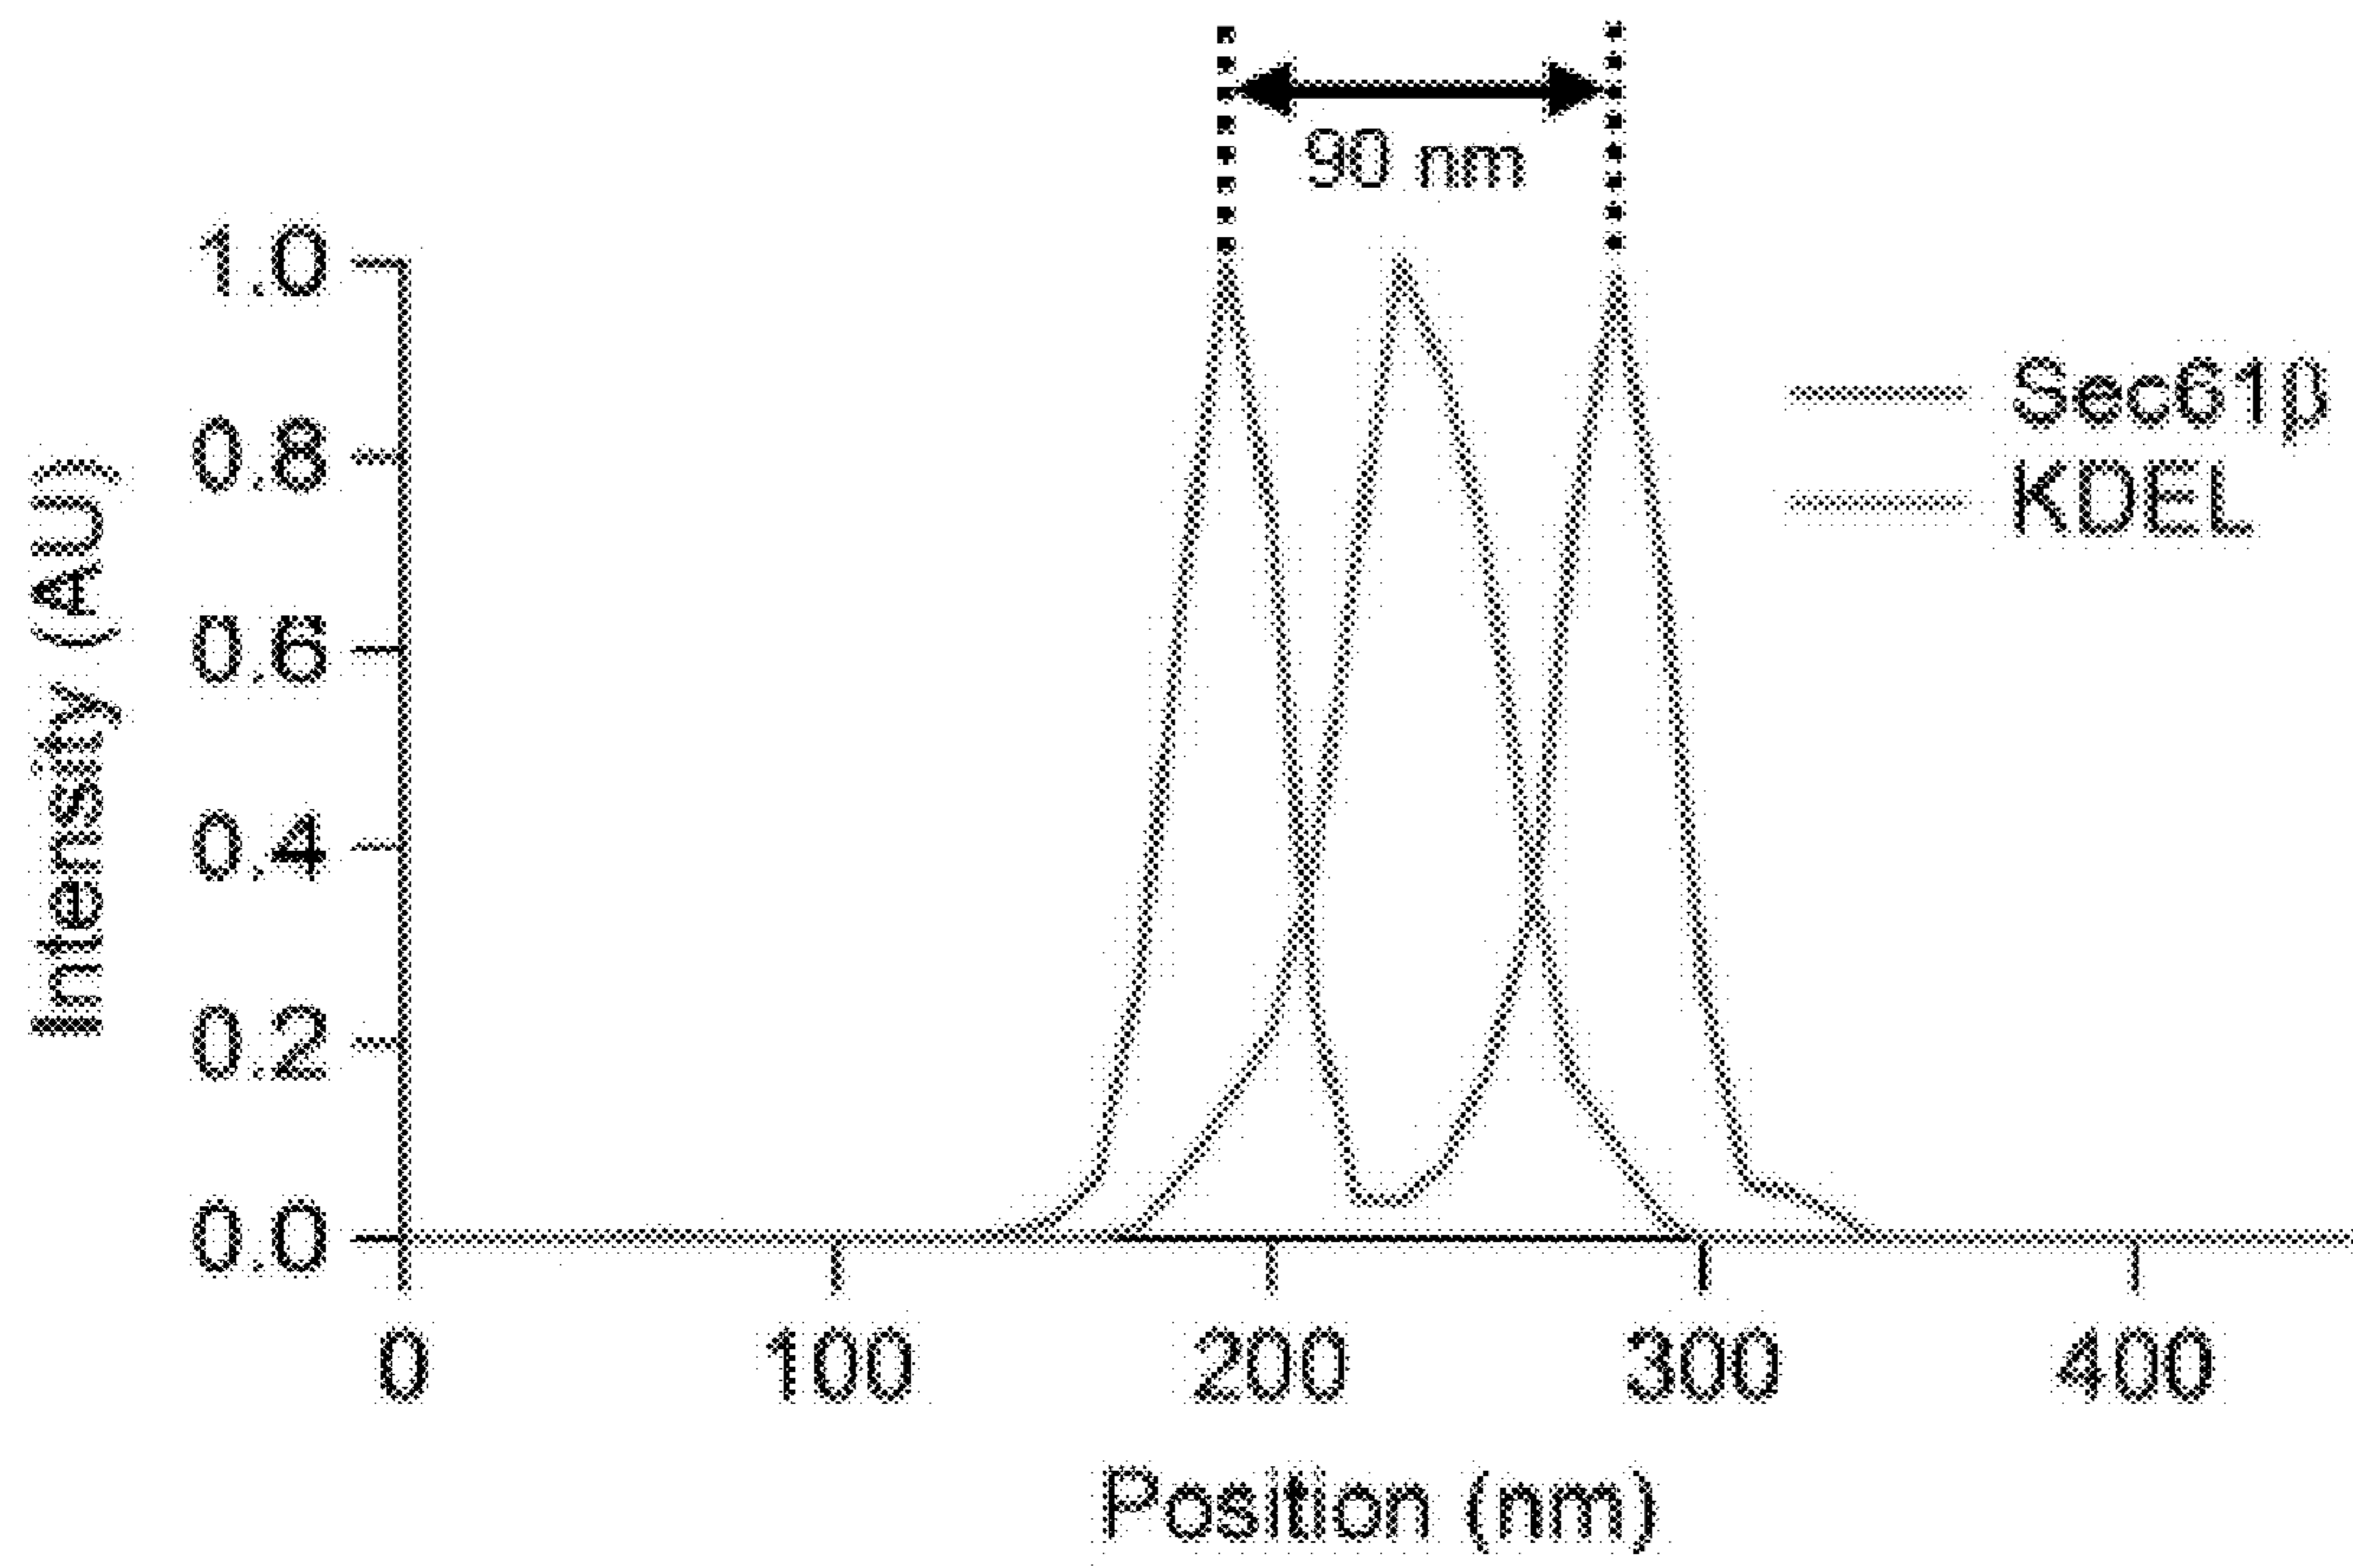 90 nm
1.0
0.8
0.6
0.4
0.2
0.0
Intensity (AU)
Sec61β
KDEL
0 100 200 300 400
Position (nm)